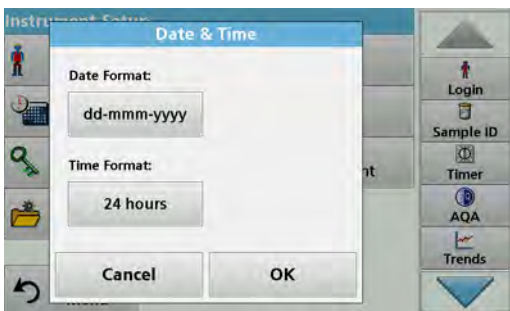 Date & Time
Date Format:
dd-mmm-yyyy
Time Format:
24 hours
Cancel
OK
Login
Sample ID
Timer
AQA
Trends